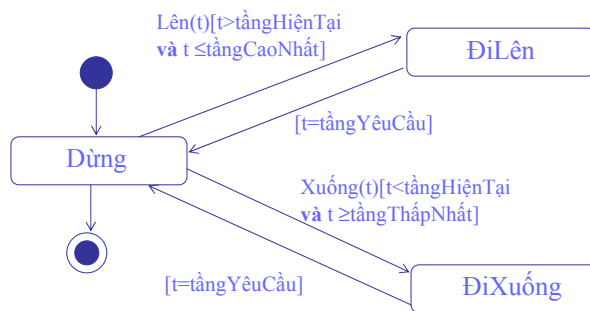 Lên(t)[t>tầngHiệnTại
và t ≤tầngCaoNhất]
ĐiLên
[t=tầngYêuCầu]
Dừng
Xuống(t)[t<tầngHiệnTại
và t ≥tầngThấpNhất]
[t=tầngYêuCầu]
ĐiXuống